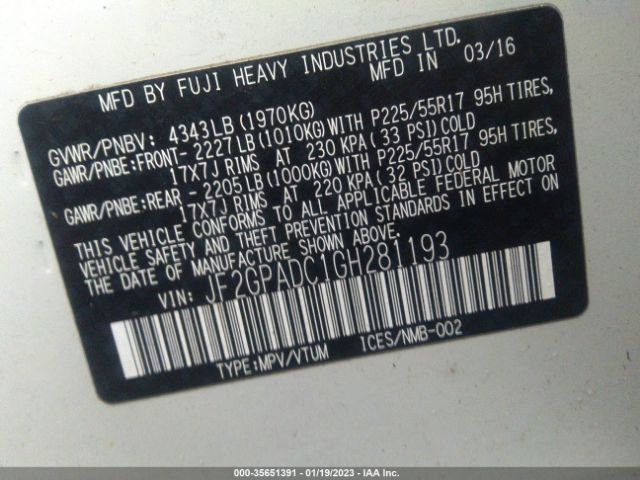 MFD BY FUJI HEAVY INDUSTRIES LTD.
MFD IN 03/16
GVWR/PNBV: 4343LB (1970KG)
GAWR/PNBE:FRONT- 2227LB (1010KG) WITH P225/55R17 95H TIRES,
17X7J RIMS AT 230 KPA (33 PSI) COLD
GAWR/PNBE:REAR - 2205LB (1000KG) WITH P225/55R17 95H TIRES,
17X7J RIMS AT 220 KPA (32 PSI) COLD
THIS VEHICLE CONFORMS TO ALL APPLICABLE FEDERAL MOTOR
VEHICLE SAFETY AND THEFT PREVENTION STANDARDS IN EFFECT ON
THE DATE OF MANUFACTURE SHOWN ABOVE.
VIN: JF2GPADC1GH281193
TYPE:MPV/VTUM ICES/NMB-002
000-35651391 - 01/19/2023 - IAA Inc.